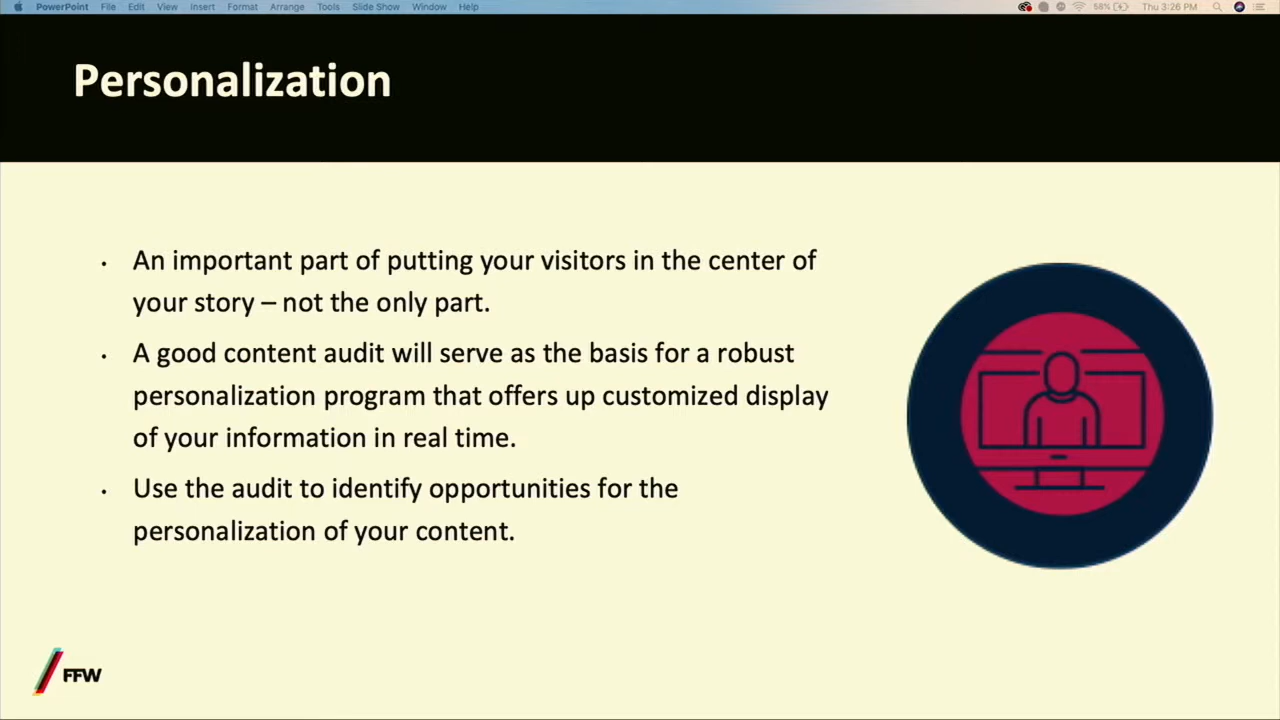 PowerPoint File Edit View Insert Format Arrange Tools Slide Show Window Help 58% Thu 3:26 PM
Personalization
• An important part of putting your visitors in the center of
your story – not the only part.
• A good content audit will serve as the basis for a robust
personalization program that offers up customized display
of your information in real time.
• Use the audit to identify opportunities for the
personalization of your content.
FFW